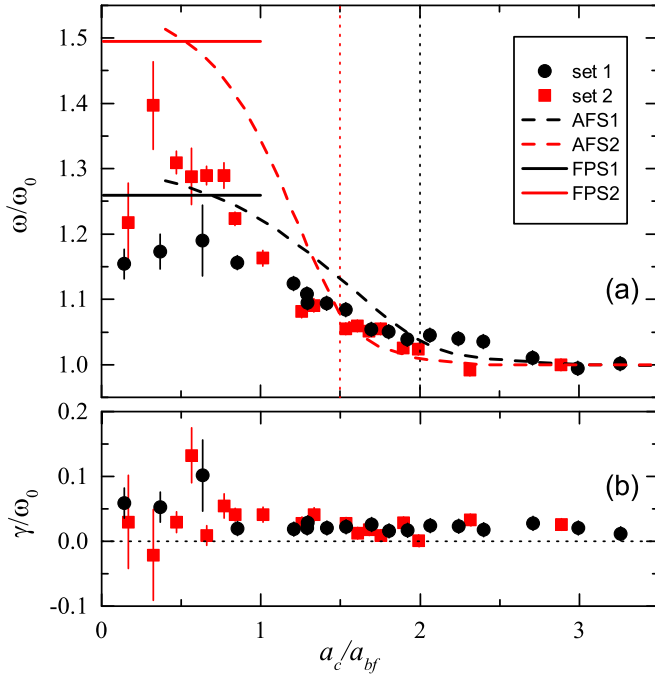 1.5
1.4
1.3
1.2
1.1
1.0
ω/ω0
set 1
set 2
AFS1
AFS2
FPS1
FPS2
(a)
0.2
0.1
0.0
-0.1
γ/ω0
(b)
0 1 2 3
ac/abf